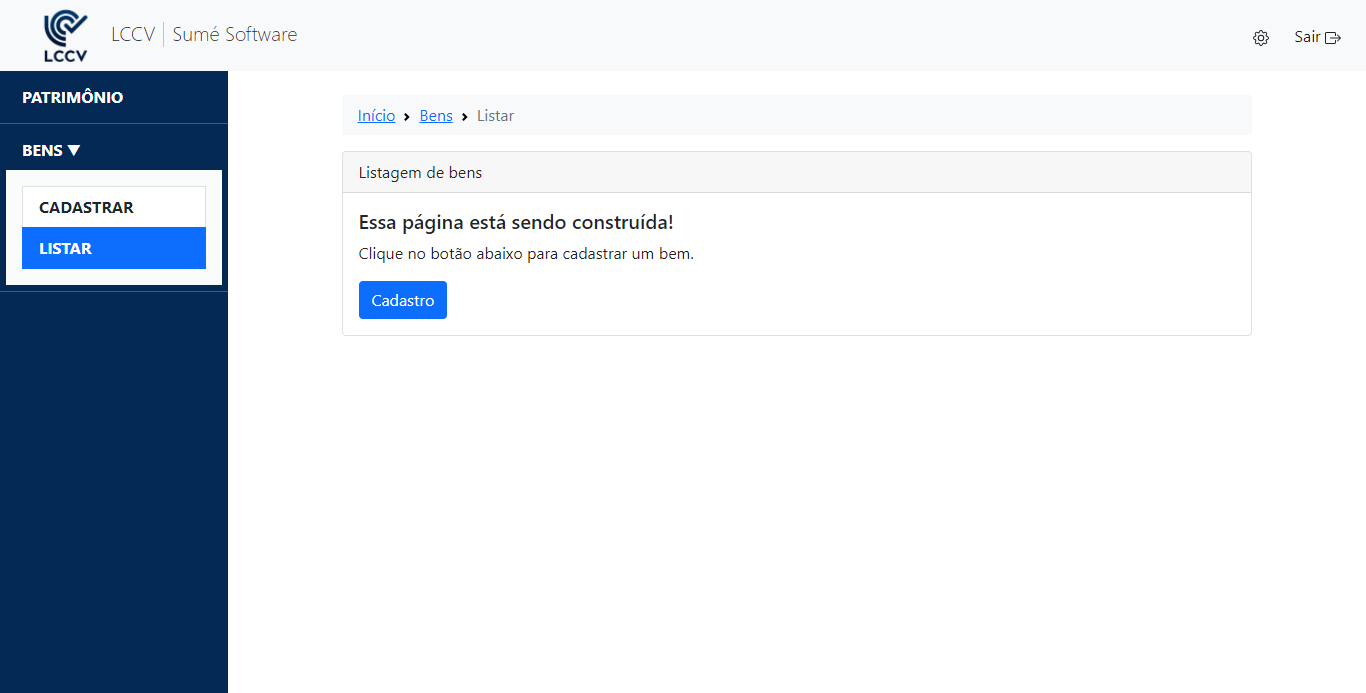 LCCV
LCCV | Sumé Software
Sair
PATRIMÔNIO
BENS ▼
CADASTRAR
LISTAR
Início > Bens > Listar
Listagem de bens
Essa página está sendo construída!
Clique no botão abaixo para cadastrar um bem.
Cadastro